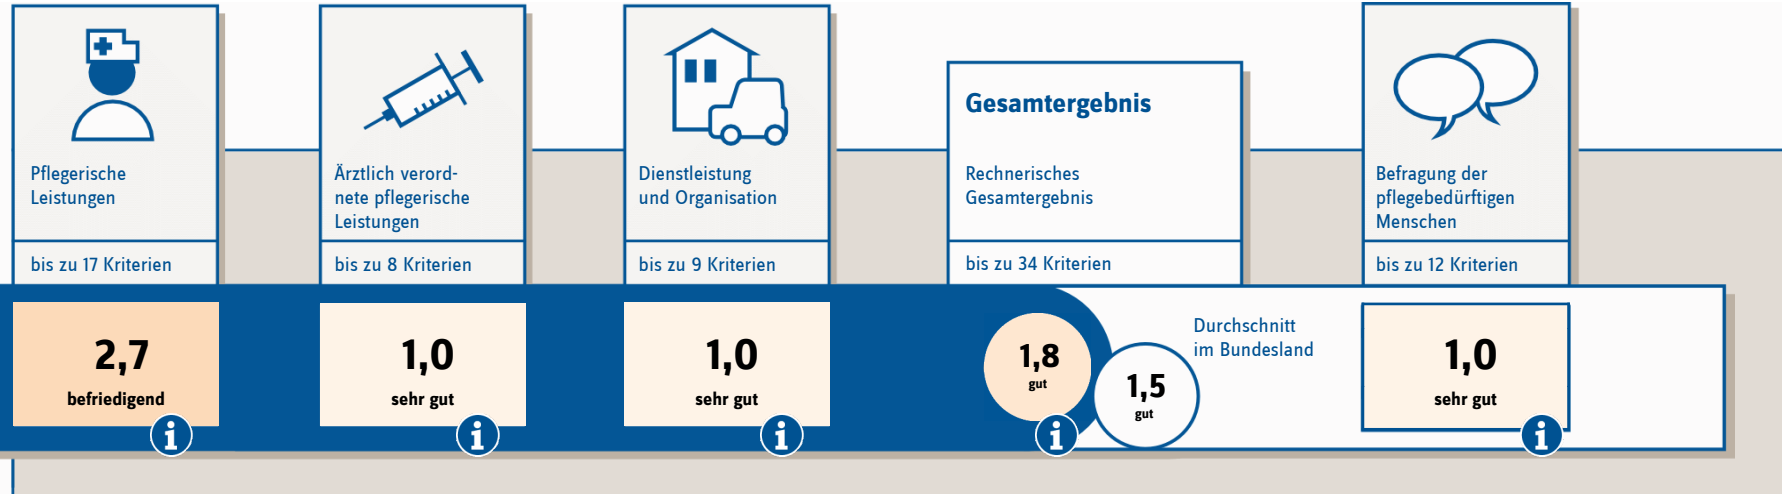 Pflegerische
Leistungen
bis zu 17 Kriterien
2,7
befriedigend
i
Ärztlich verord-
nete pflegerische
Leistungen
bis zu 8 Kriterien
1,0
sehr gut
i
Dienstleistung
und Organisation
bis zu 9 Kriterien
1,0
sehr gut
i
Gesamtergebnis
Rechnerisches
Gesamtergebnis
bis zu 34 Kriterien
1,8
gut
i
1,5
gut
Durchschnitt
im Bundesland
Befragung der
pflegebedürftigen
Menschen
bis zu 12 Kriterien
1,0
sehr gut
i